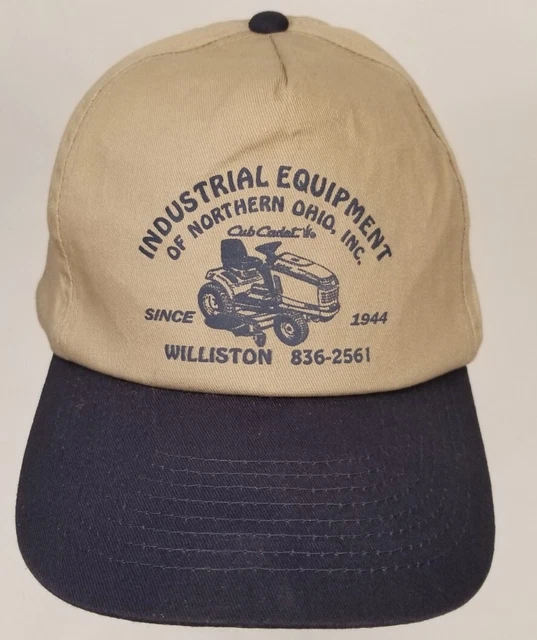 INDUSTRIAL EQUIPMENT
OF NORTHERN OHIO, INC.
Cub Cadet
SINCE 1944
WILLISTON 836-2561